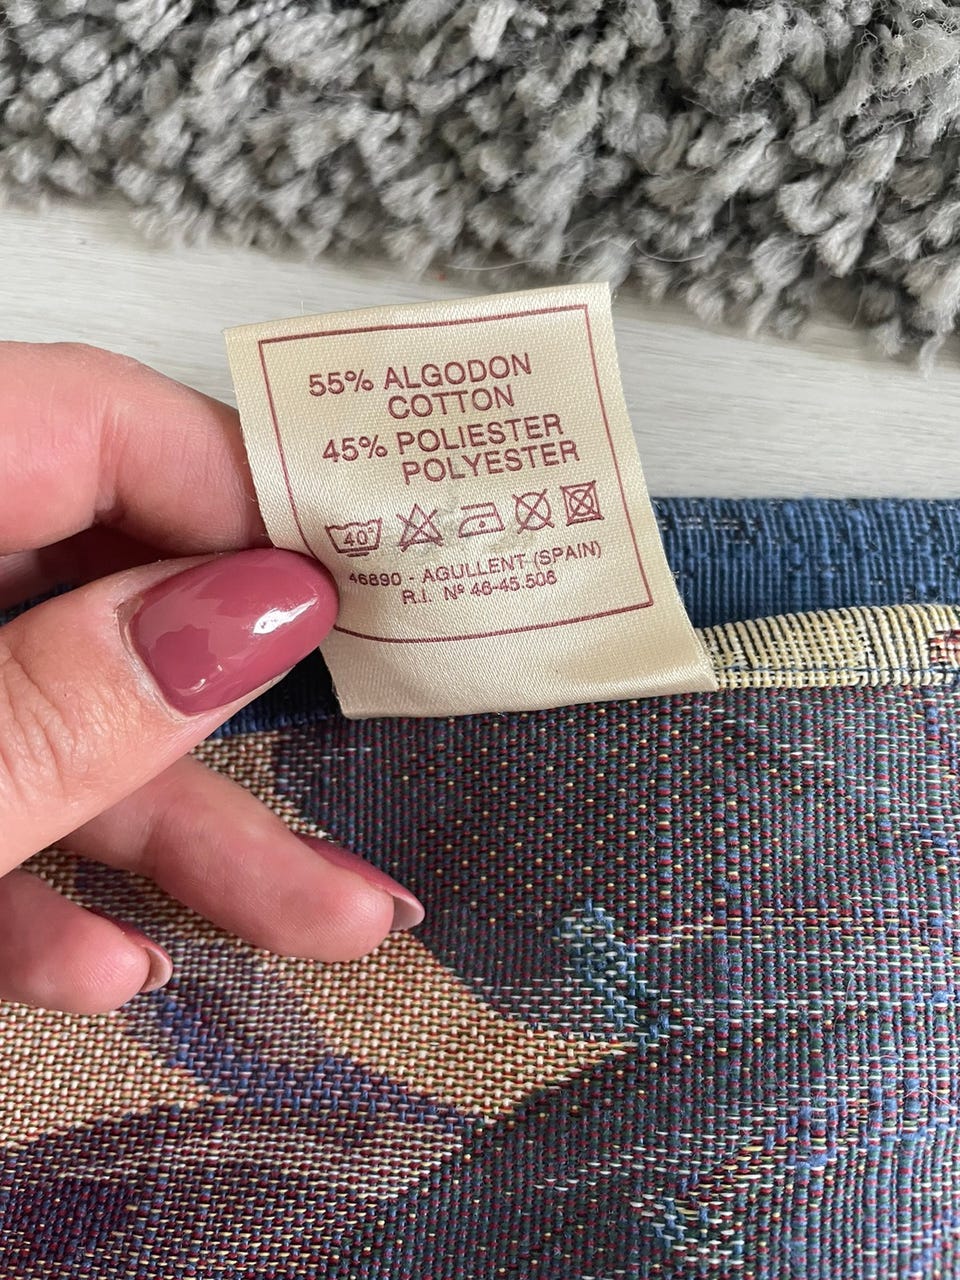 55% ALGODON
COTTON
45% POLIESTER
POLYESTER
40°
46890 - AGULLENT (SPAIN)
R.I. Nº 46-45.506